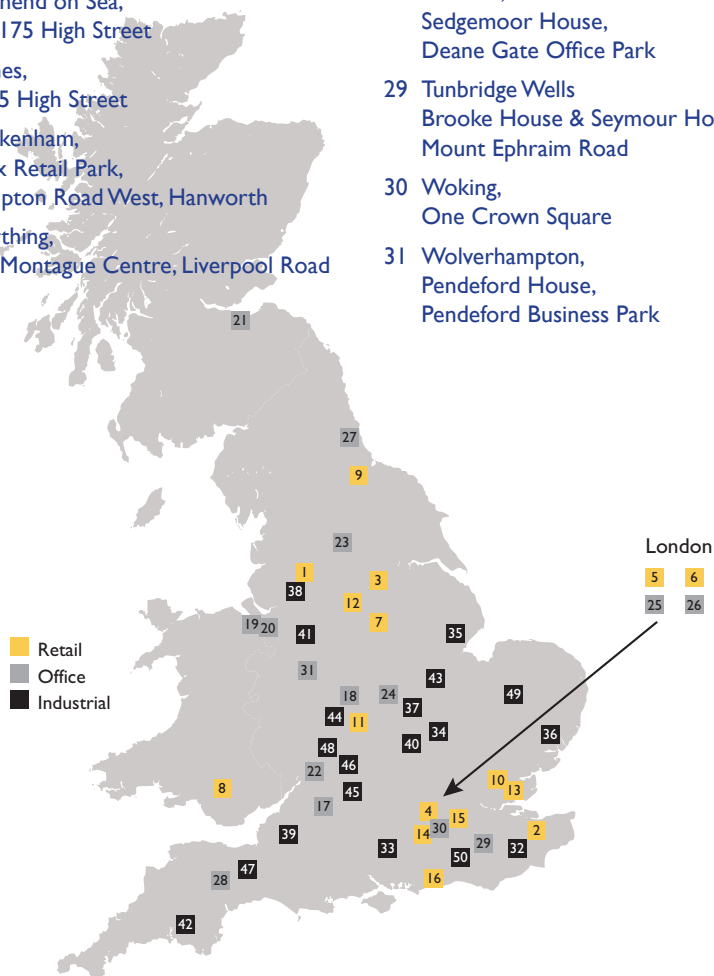 hend on Sea,
175 High Street
nes,
5 High Street
kenham,
x Retail Park,
pton Road West, Hanworth
thing,
Montague Centre, Liverpool Road
Sedgemoor House,
Deane Gate Office Park
29 Tunbridge Wells
Brooke House & Seymour Ho
Mount Ephraim Road
30 Woking,
One Crown Square
31 Wolverhampton,
Pendeford House,
Pendeford Business Park
21
27
9
23
London
1
3
5 6
38
12
25 26
19 20
7
41
35
Retail
Office
Industrial
31
43
18
24
49
44
11
37
34
36
48
40
46
22
10
8
45
13
17
4
15
39
14
30
2
33
29
32
50
47
28
16
42